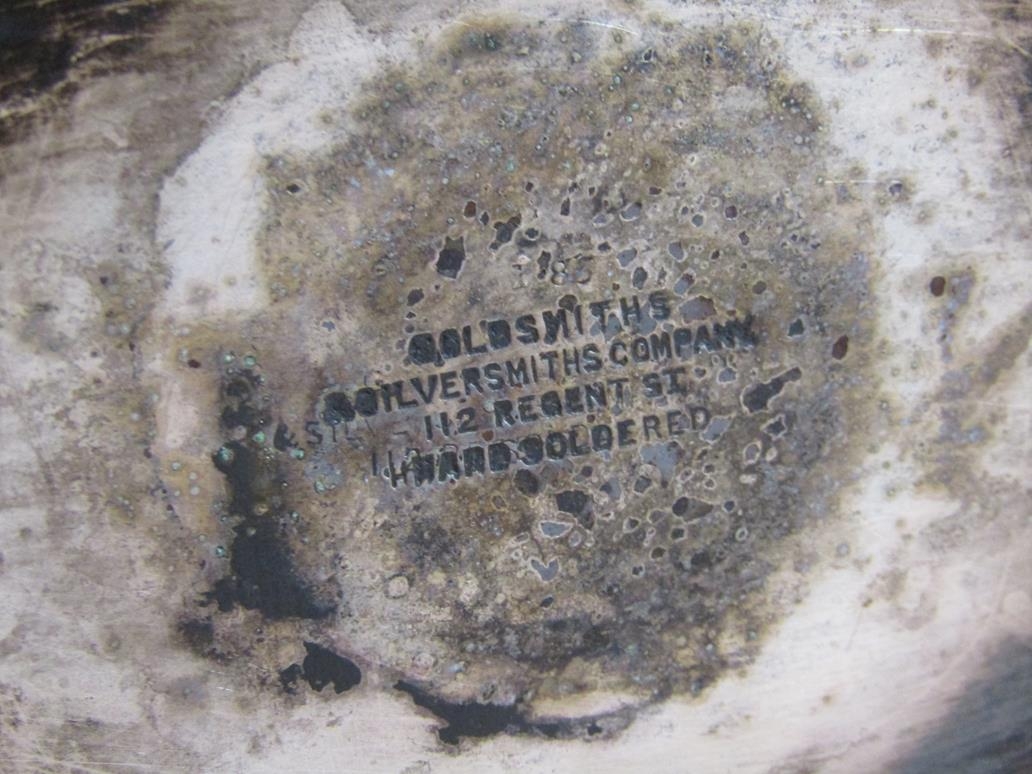 GOLDSMITHS
& SILVERSMITHS COMPANY
112 REGENT ST
HARD SOLDERED